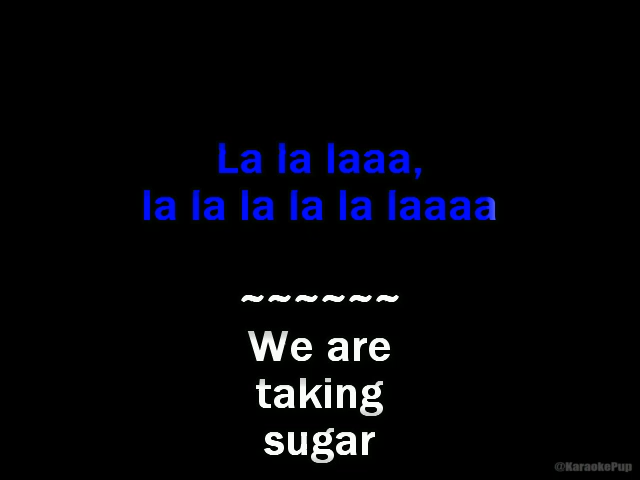 La la laaa,
la la la la la laaaa
~~~~~~
We are
taking
sugar
@KaraokePup